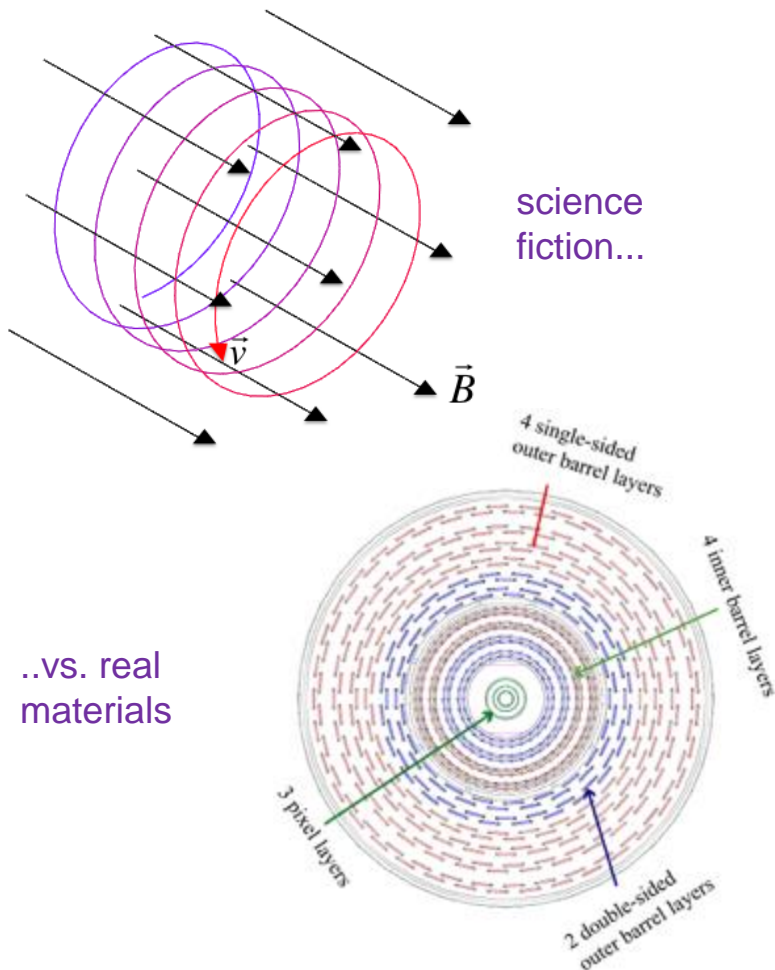 science
fiction...
v⃗
B⃗
4 single-sided
outer barrel layers
4 inner barrel layers
..vs. real
materials
3 pixel layers
2 double-sided
outer barrel layers